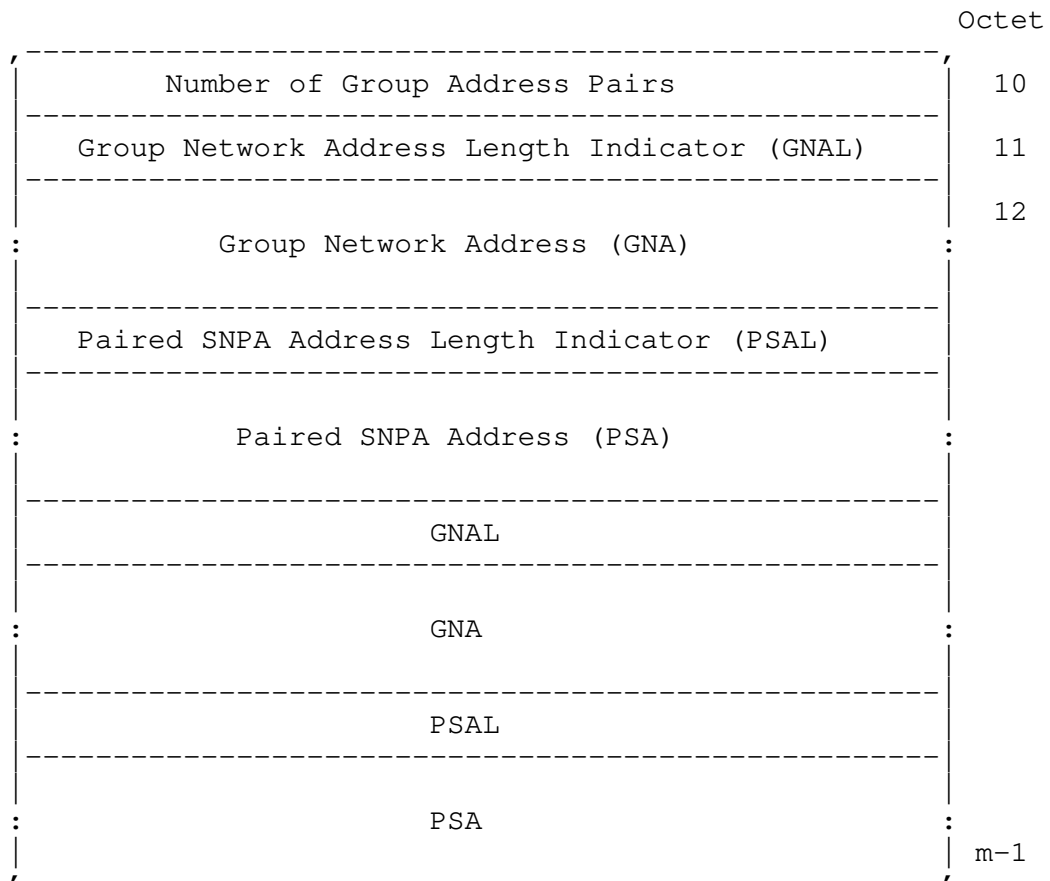 Octet
Number of Group Address Pairs 10
Group Network Address Length Indicator (GNAL) 11
12
: Group Network Address (GNA) :
Paired SNPA Address Length Indicator (PSAL)
: Paired SNPA Address (PSA) :
GNAL
: GNA :
PSAL
: PSA :
m-1